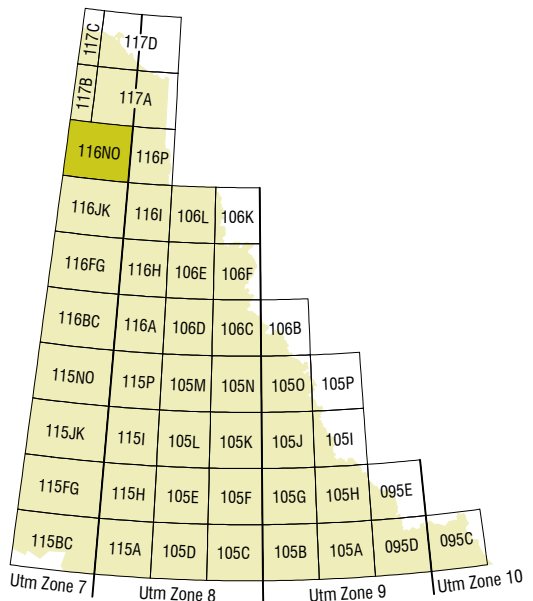 117C 117D
117B 117A
116NO 116P
116JK 116I 106L 106K
116FG 116H 106E 106F
116BC 116A 106D 106C 106B
115NO 115P 105M 105N 105O 105P
115JK 115I 105L 105K 105J 105I
115FG 115H 105E 105F 105G 105H 095E
115BC 115A 105D 105C 105B 105A 095D 095C
Utm Zone 7 Utm Zone 8 Utm Zone 9 Utm Zone 10